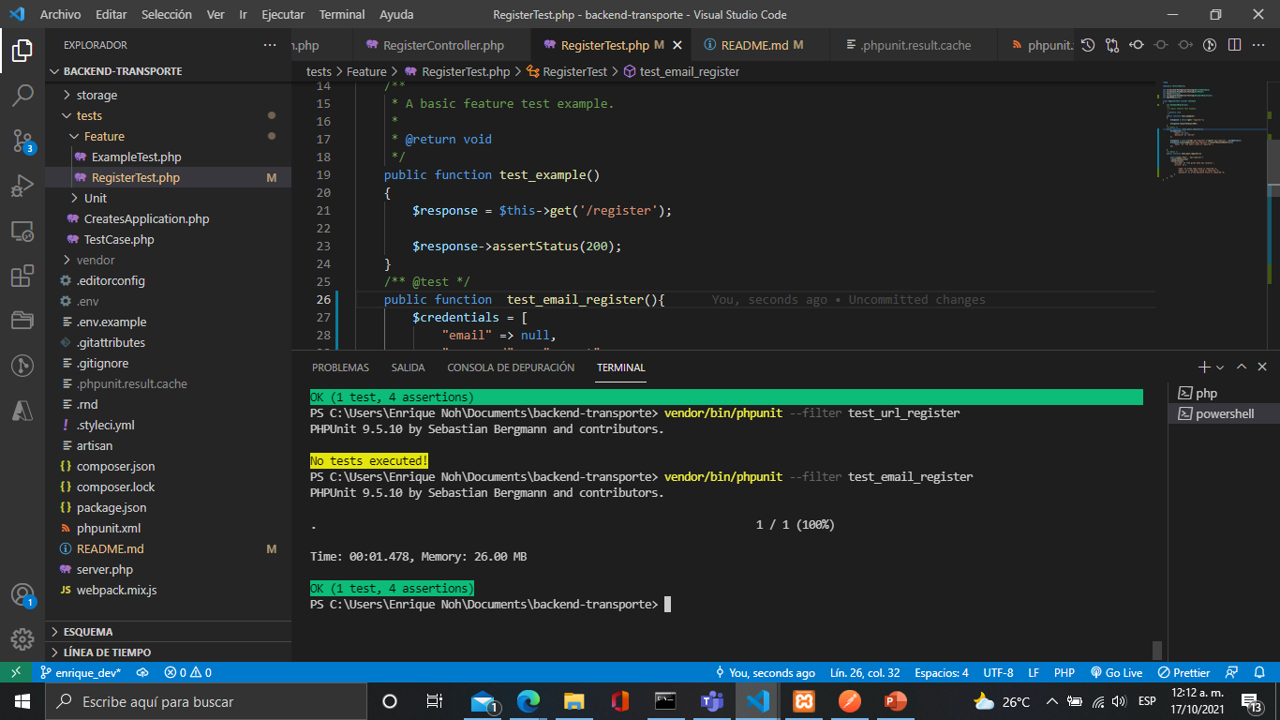 Archivo Editar Selección Ver Ir Ejecutar Terminal Ayuda RegisterTest.php - backend-transporte - Visual Studio Code
EXPLORADOR
BACKEND-TRANSPORTE
storage
tests
Feature
ExampleTest.php
RegisterTest.php M
Unit
CreatesApplication.php
TestCase.php
vendor
.editorconfig
.env
.env.example
.gitattributes
.gitignore
.phpunit.result.cache
.rnd
.styleci.yml
artisan
composer.json
composer.lock
package.json
phpunit.xml
README.md M
server.php
webpack.mix.js
ESQUEMA
LÍNEA DE TIEMPO
3
1
RegisterController.php RegisterTest.php M README.md M .phpunit.result.cache phpunit.
tests > Feature > RegisterTest.php > RegisterTest > test_email_register
14 /**
15 * A basic feature test example.
16 *
17 * @return void
18 */
19 public function test_example()
20 {
21 $response = $this->get('/register');
22
23 $response->assertStatus(200);
24 }
25 /** @test */
26 public function  test_email_register(){ You, seconds ago • Uncommitted changes
27 $credentials = [
28 "email" => null,
PROBLEMAS SALIDA CONSOLA DE DEPURACIÓN TERMINAL
php
powershell
OK (1 test, 4 assertions)
PS C:\Users\Enrique Noh\Documents\backend-transporte> vendor/bin/phpunit --filter test_url_register
PHPUnit 9.5.10 by Sebastian Bergmann and contributors.
No tests executed!
PS C:\Users\Enrique Noh\Documents\backend-transporte> vendor/bin/phpunit --filter test_email_register
PHPUnit 9.5.10 by Sebastian Bergmann and contributors.
. 1 / 1 (100%)
Time: 00:01.478, Memory: 26.00 MB
OK (1 test, 4 assertions)
PS C:\Users\Enrique Noh\Documents\backend-transporte>
enrique_dev* 0 0 You, seconds ago Lín. 26, col. 32 Espacios: 4 UTF-8 LF PHP Go Live Prettier
Escribe aquí para buscar 1 26°C ESP 12:12 a. m.
17/10/2021 13